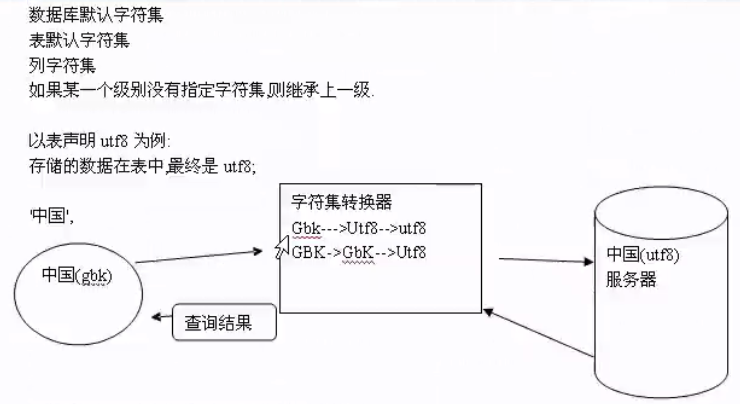 数据库默认字符集
表默认字符集
列字符集
如果某一个级别没有指定字符集,则继承上一级.
以表声明 utf8 为例:
存储的数据在表中,最终是 utf8;
'中国',
字符集转换器
Gbk--->Utf8-->utf8
GBK->GbK-->Utf8
中国(gbk)
查询结果
中国(utf8)
服务器